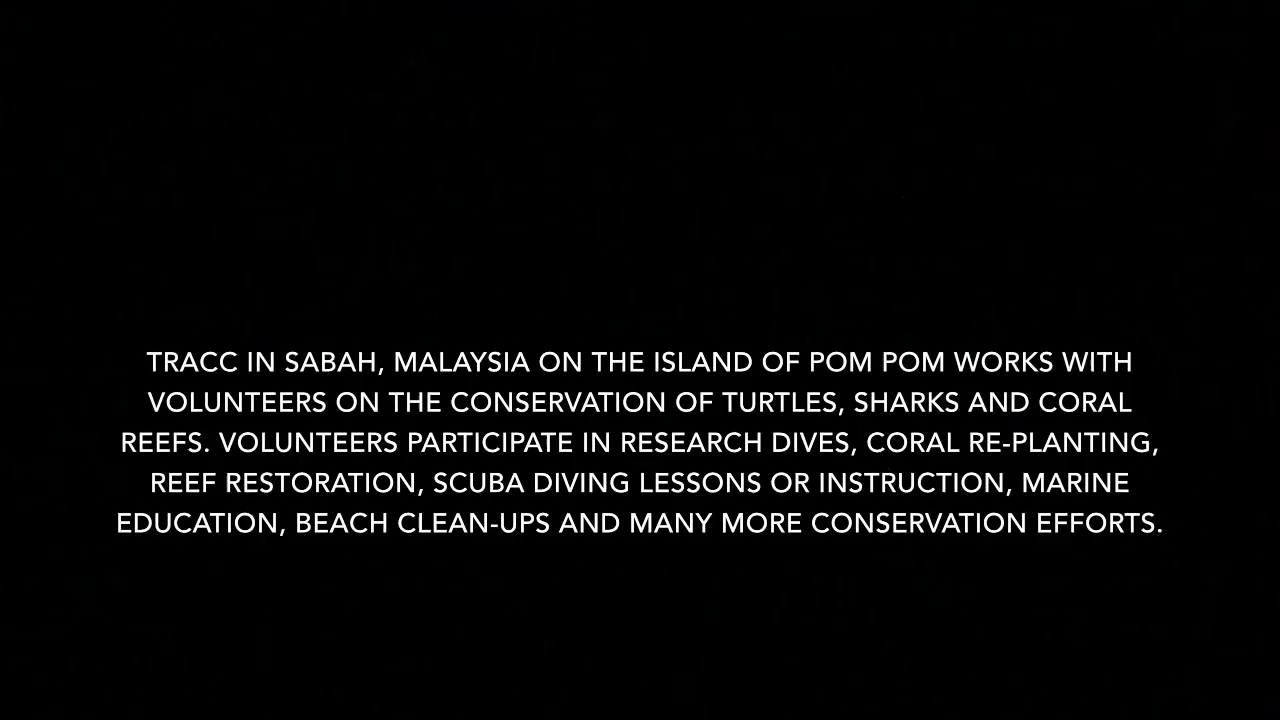 TRACC IN SABAH, MALAYSIA ON THE ISLAND OF POM POM WORKS WITH
VOLUNTEERS ON THE CONSERVATION OF TURTLES, SHARKS AND CORAL
REEFS. VOLUNTEERS PARTICIPATE IN RESEARCH DIVES, CORAL RE-PLANTING,
REEF RESTORATION, SCUBA DIVING LESSONS OR INSTRUCTION, MARINE
EDUCATION, BEACH CLEAN-UPS AND MANY MORE CONSERVATION EFFORTS.